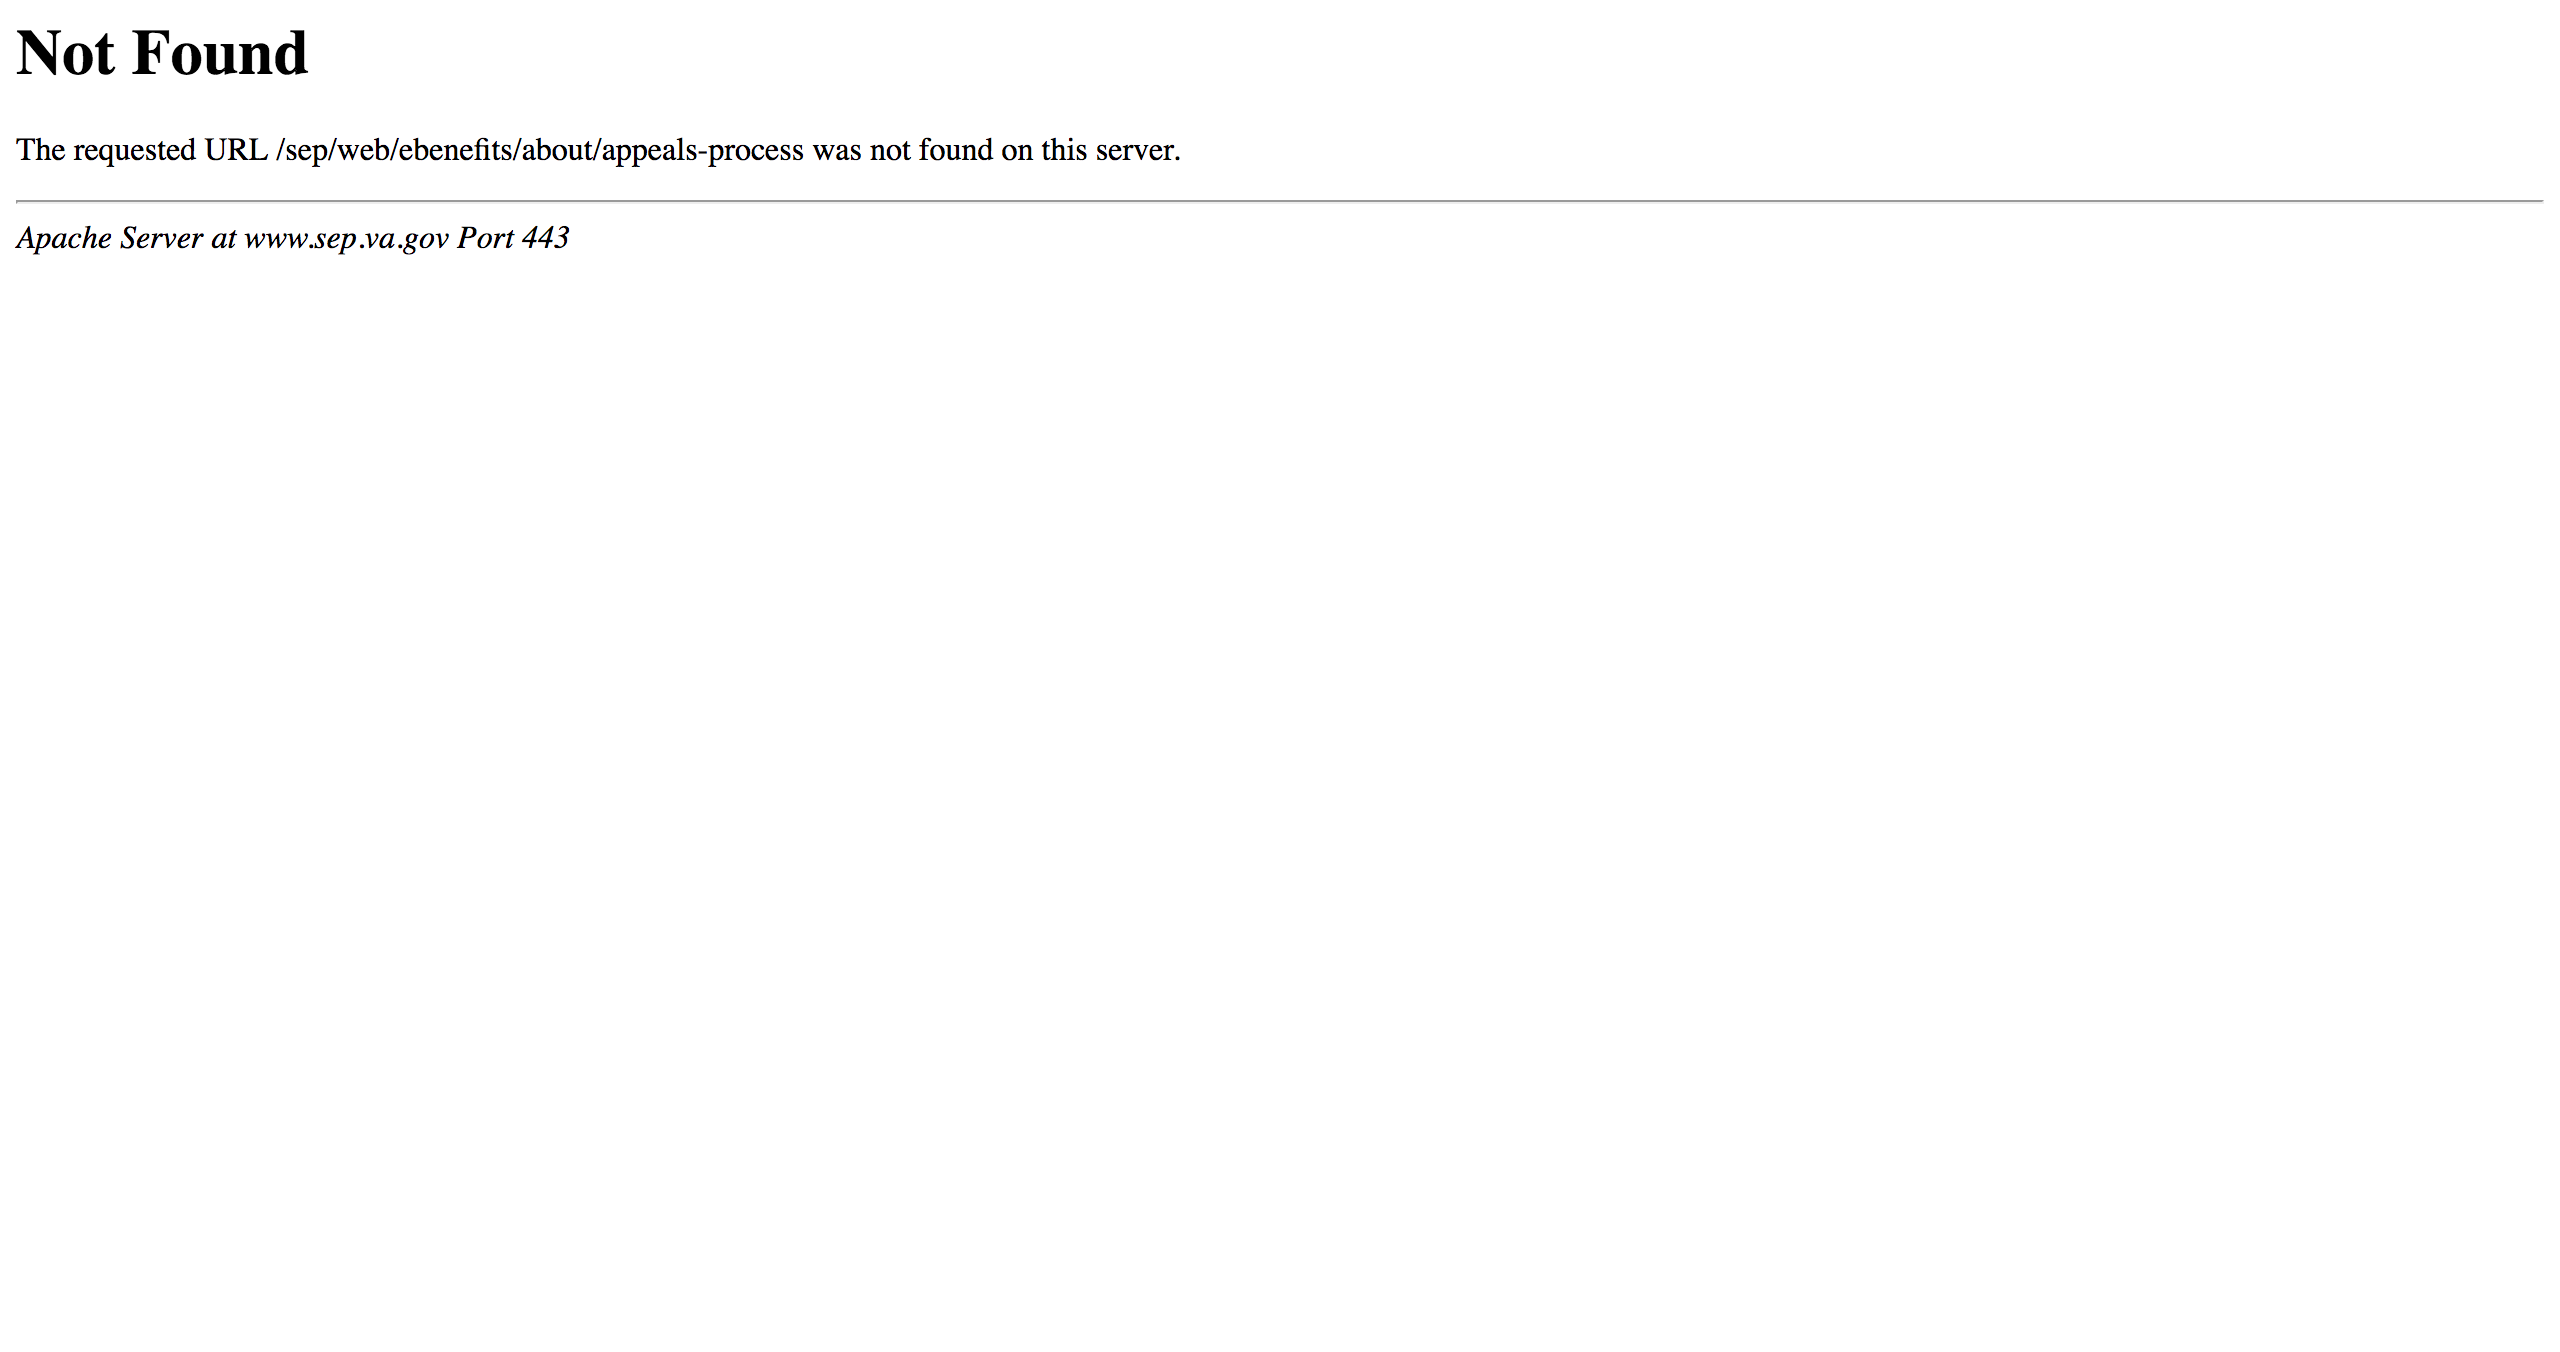 Not Found
The requested URL /sep/web/ebenefits/about/appeals-process was not found on this server.
Apache Server at www.sep.va.gov Port 443